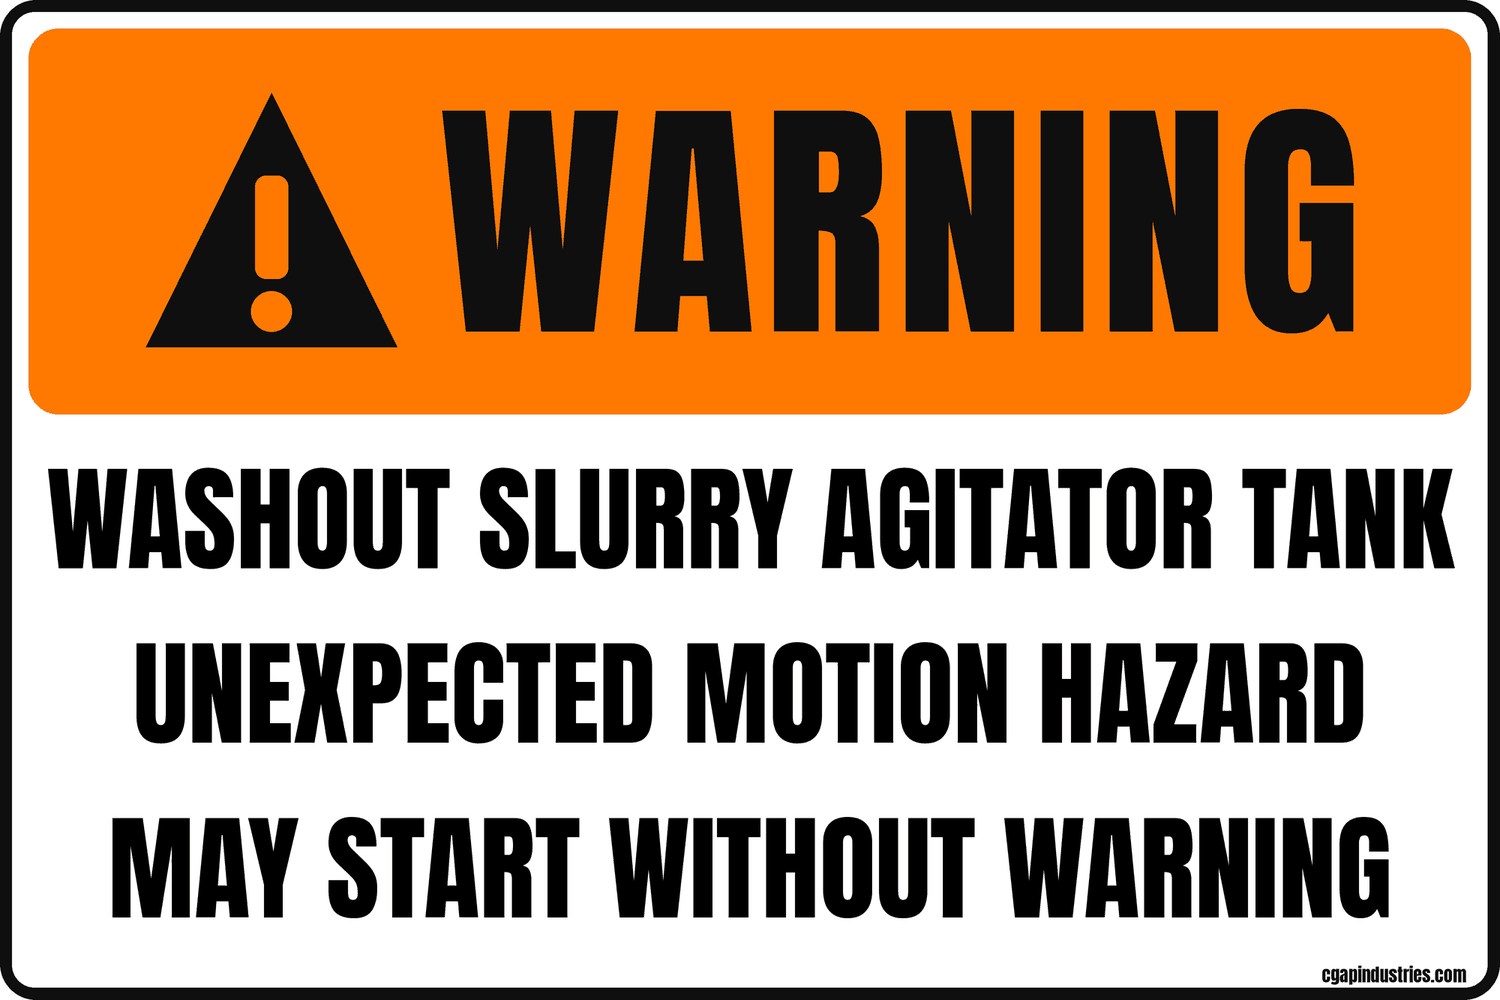 WARNING
WASHOUT SLURRY AGITATOR TANK
UNEXPECTED MOTION HAZARD
MAY START WITHOUT WARNING
cgapindustries.com